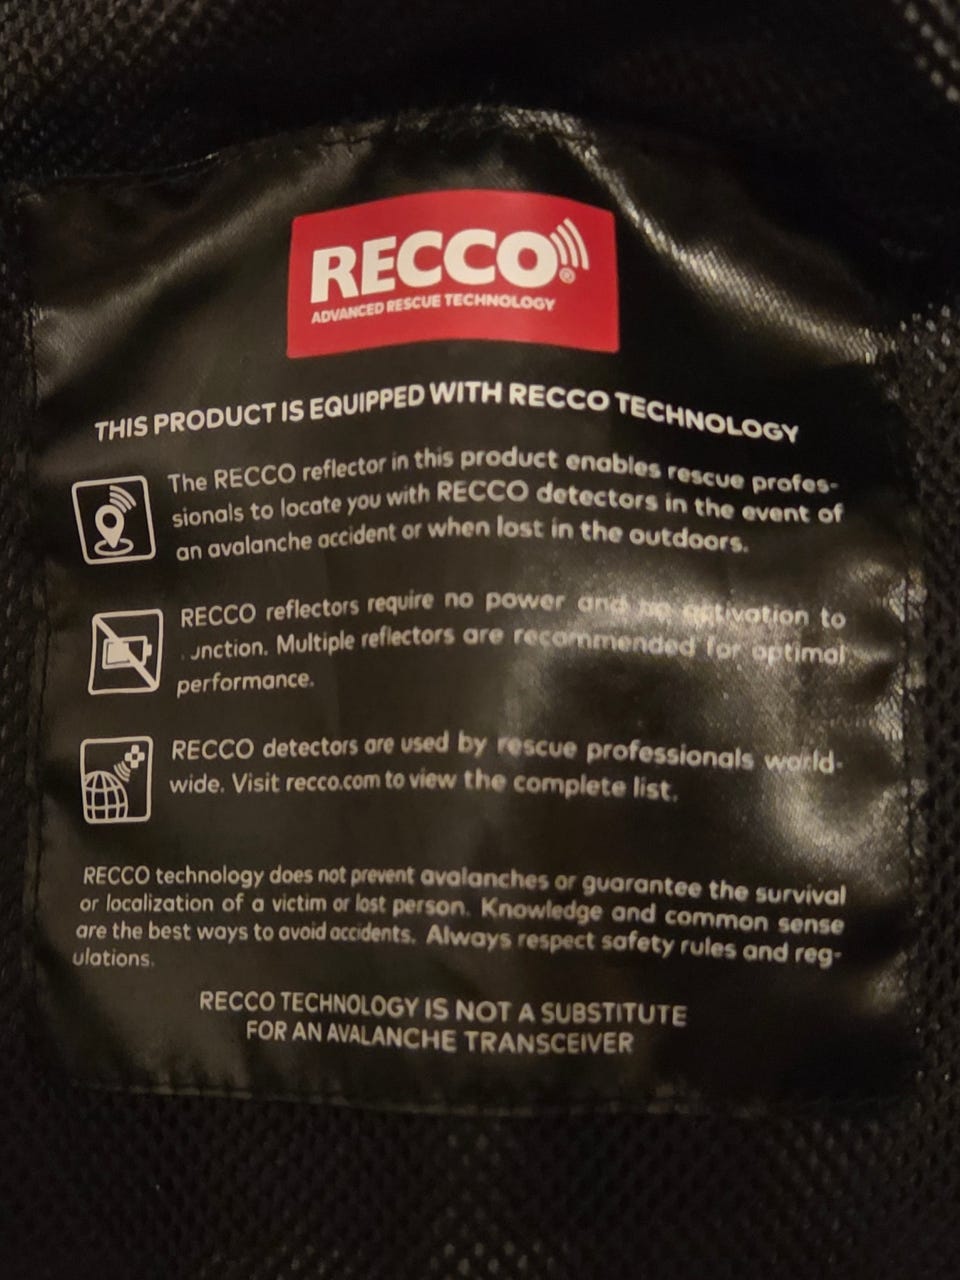 RECCO®
ADVANCED RESCUE TECHNOLOGY
THIS PRODUCT IS EQUIPPED WITH RECCO TECHNOLOGY
The RECCO reflector in this product enables rescue profes-
sionals to locate you with RECCO detectors in the event of
an avalanche accident or when lost in the outdoors.
RECCO reflectors require no power and no activation to
unction. Multiple reflectors are recommended for optimal
performance.
RECCO detectors are used by rescue professionals world-
wide. Visit recco.com to view the complete list.
RECCO technology does not prevent avalanches or guarantee the survival
or localization of a victim or lost person. Knowledge and common sense
are the best ways to avoid accidents. Always respect safety rules and reg-
ulations.
RECCO TECHNOLOGY IS NOT A SUBSTITUTE
FOR AN AVALANCHE TRANSCEIVER